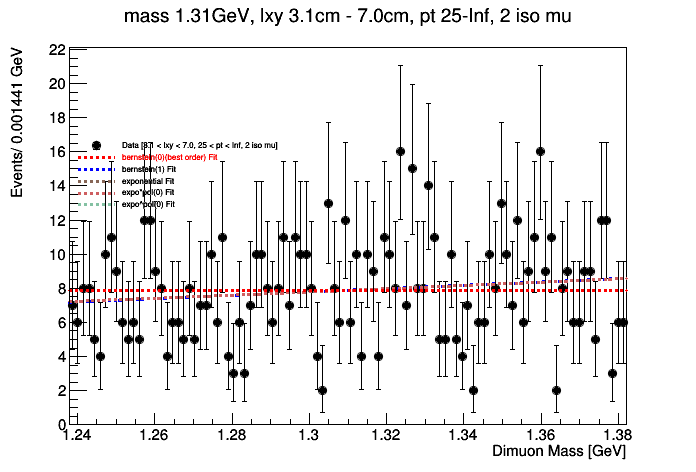 mass 1.31GeV, lxy 3.1cm - 7.0cm, pt 25-Inf, 2 iso mu
Events/ 0.001441 GeV
22
20
18
16
14
12
10
8
6
4
2
0
Data [3.1 < lxy < 7.0, 25 < pt < Inf, 2 iso mu]
bernstein(0)(best order) Fit
bernstein(1) Fit
exponential Fit
expo*pol(0) Fit
expo*pol(0) Fit
1.24 1.26 1.28 1.3 1.32 1.34 1.36 1.38
Dimuon Mass [GeV]